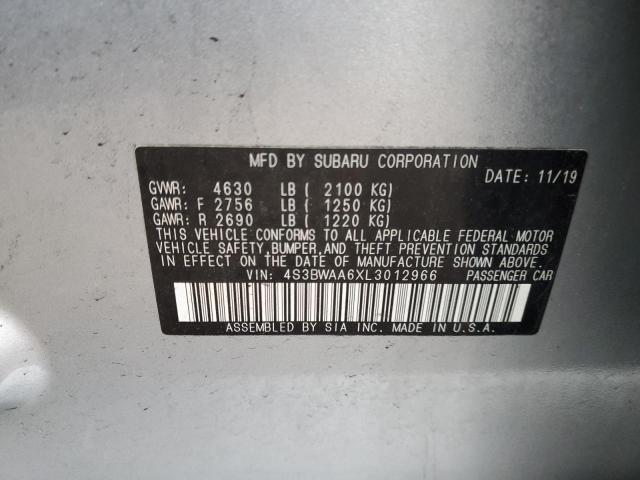 MFD BY SUBARU CORPORATION
DATE: 11/19
GVWR: 4630 LB ( 2100 KG)
GAWR: F 2756 LB ( 1250 KG)
GAWR: R 2690 LB ( 1220 KG)
THIS VEHICLE CONFORMS TO ALL APPLICABLE FEDERAL MOTOR
VEHICLE SAFETY,BUMPER,AND THEFT PREVENTION STANDARDS
IN EFFECT ON THE DATE OF MANUFACTURE SHOWN ABOVE.
VIN: 4S3BWAA6XL3012966 PASSENGER CAR
ASSEMBLED BY SIA INC. MADE IN U.S.A.